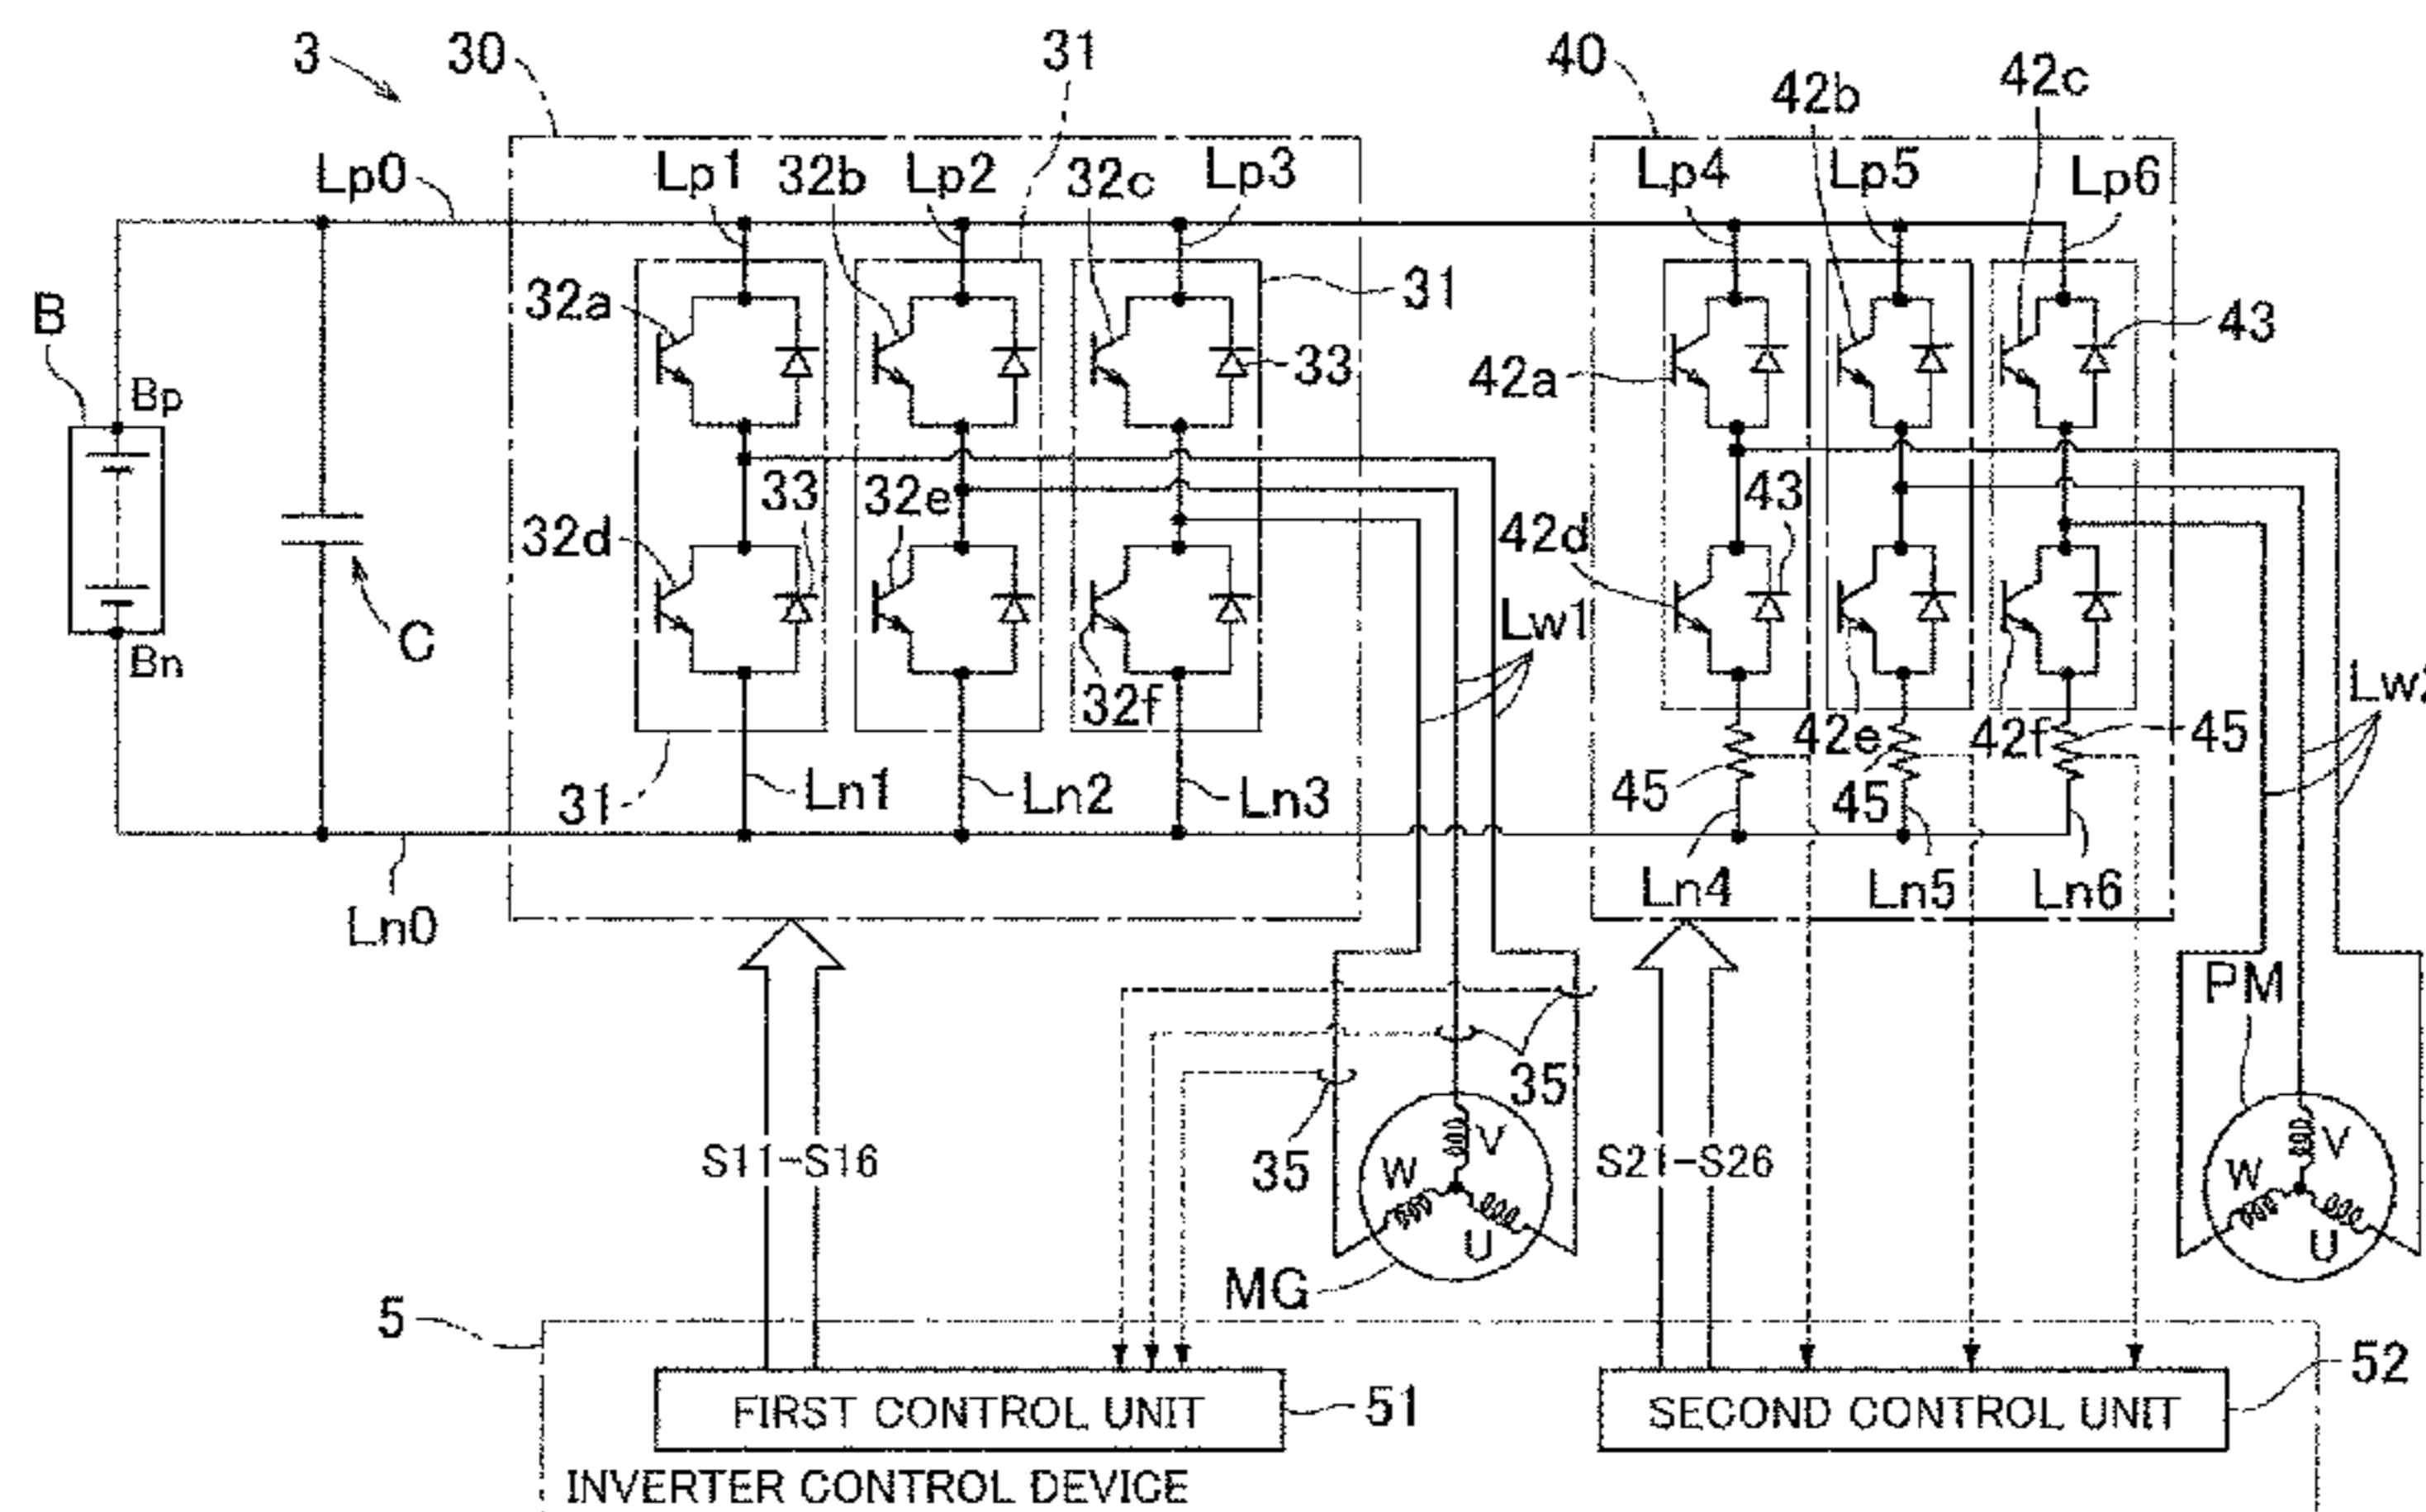 3
30
31
40
42b
42c
Lp0
Lp1
32b
Lp2
32c
Lp3
Lp4
Lp5
Lp6
32a
31
B
43
33
42a
Bp
33
32e
43
32d
42d
C
Lw1
Bn
32f
Lw2
42e
42f
45
31
Ln1
Ln2
Ln3
45
45
Ln0
Ln4
Ln5
Ln6
PM
35
35
S11-S16
S21-S26
V
W
U
V
W
U
MG
5
FIRST CONTROL UNIT
51
SECOND CONTROL UNIT
52
INVERTER CONTROL DEVICE